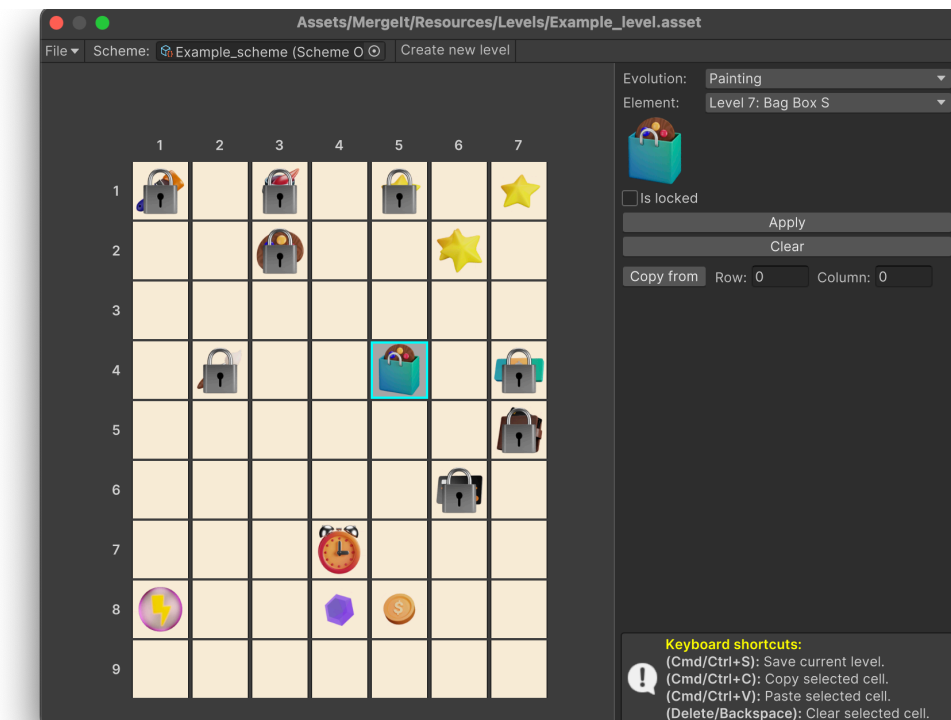 Assets/MergeIt/Resources/Levels/Example_level.asset
File Scheme: Example_scheme (Scheme O Create new level
Evolution: Painting
Element: Level 7: Bag Box S
Is locked
Apply
Clear
Copy from Row: 0 Column: 0
1 2 3 4 5 6 7
1
2
3
4
5
6
7
8
9
Keyboard shortcuts:
(Cmd/Ctrl+S): Save current level.
(Cmd/Ctrl+C): Copy selected cell.
(Cmd/Ctrl+V): Paste selected cell.
(Delete/Backspace): Clear selected cell.